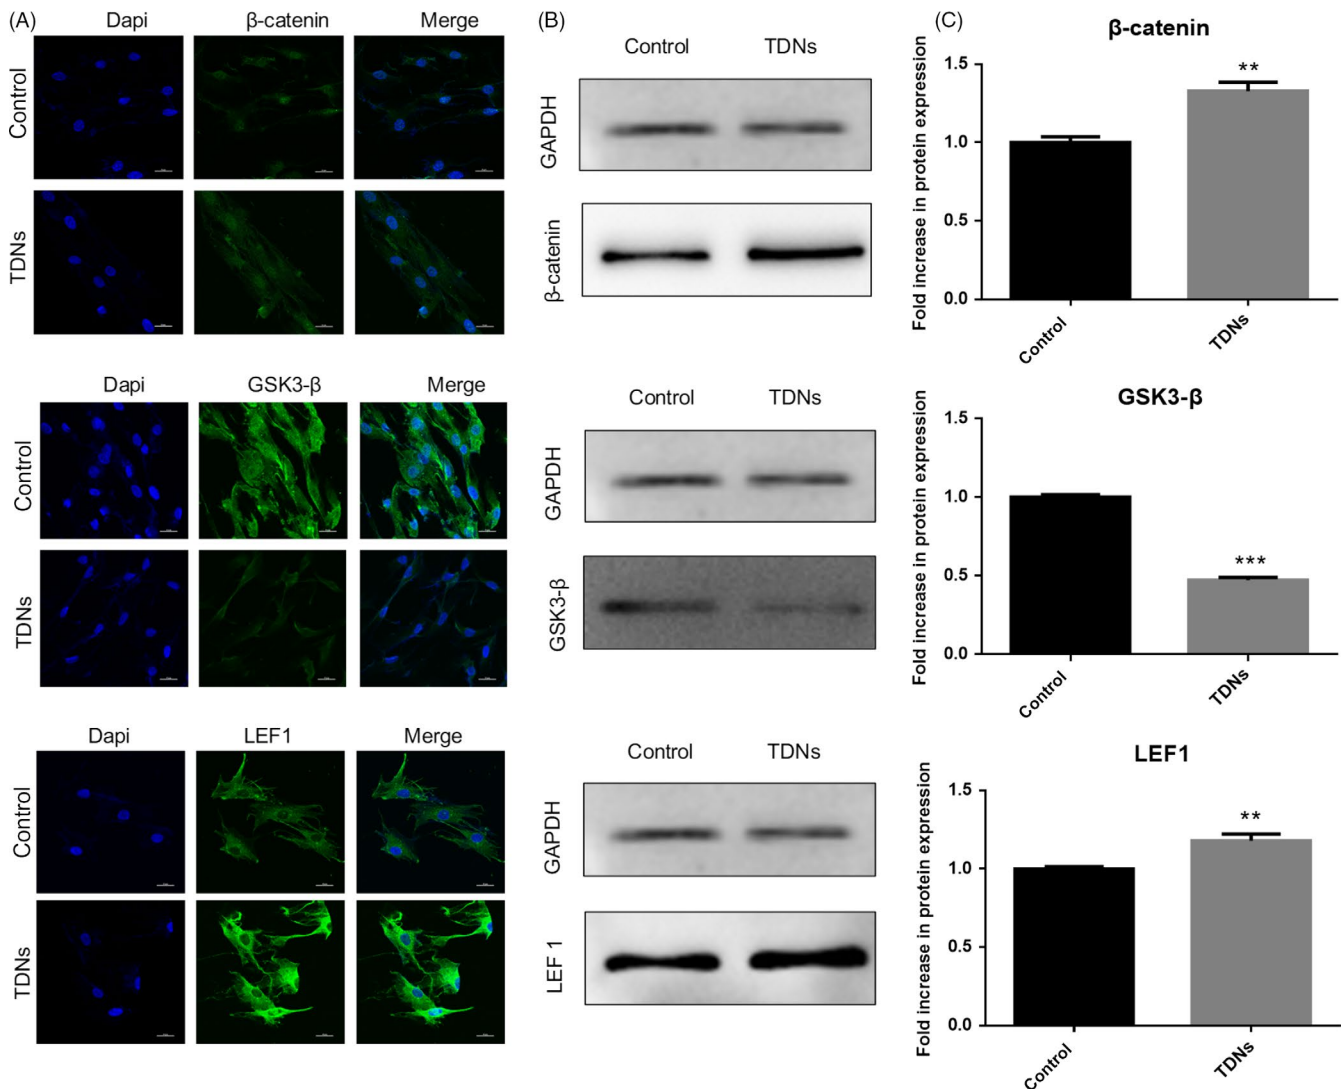 (A)
Dapi β-catenin Merge
Control
TDNs
Dapi GSK3-β Merge
Control
TDNs
Dapi LEF1 Merge
Control
TDNs
(B)
Control TDNs
GAPDH
β-catenin
Control TDNs
GAPDH
GSK3-β
Control TDNs
GAPDH
LEF 1
(C)
β-catenin
Fold increase in protein expression
1.5
1.0
0.5
0.0
**
Control TDNs
GSK3-β
Fold increase in protein expression
1.5
1.0
0.5
0.0
***
Control TDNs
LEF1
Fold increase in protein expression
1.5
1.0
0.5
0.0
**
Control TDNs